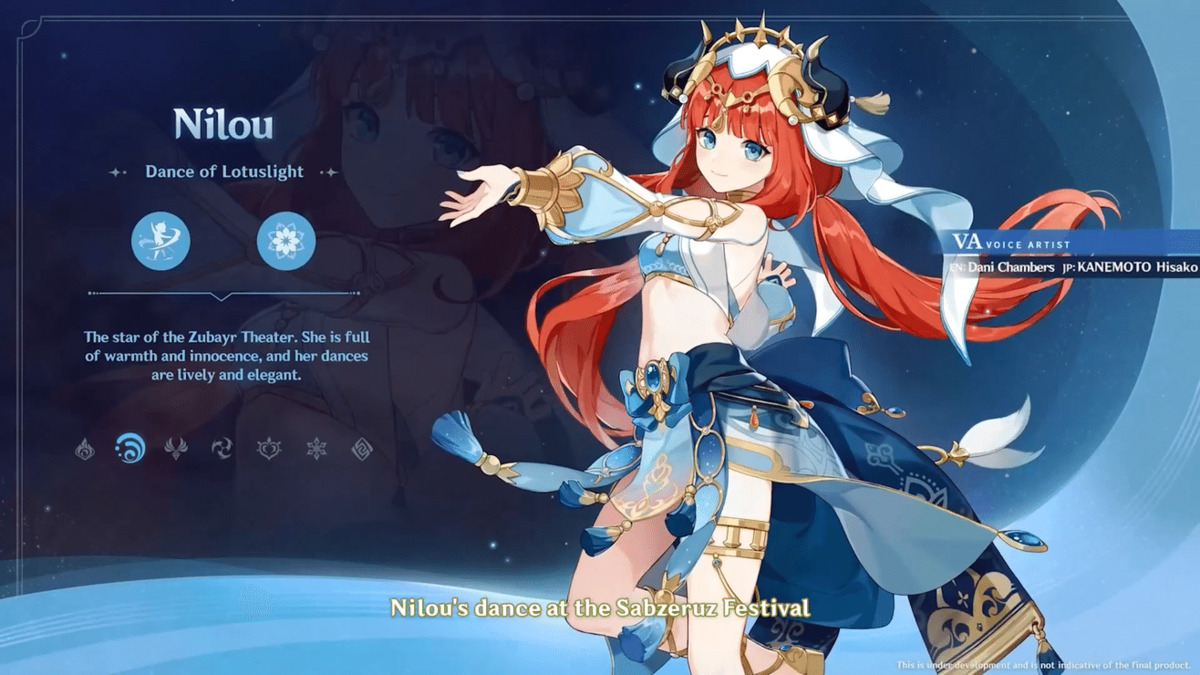 Nilou
Dance of Lotuslight
The star of the Zubayr Theater. She is full
of warmth and innocence, and her dances
are lively and elegant.
VA VOICE ARTIST
EN: Dani Chambers JP: KANEMOTO Hisako
Nilou's dance at the Sabzeruz Festival
This is under development and is not indicative of the final product.